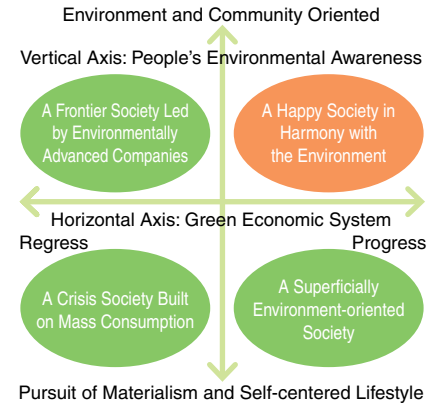 Environment and Community Oriented
Vertical Axis: People's Environmental Awareness
A Frontier Society Led
by Environmentally
Advanced Companies
A Happy Society in
Harmony with
the Environment
Horizontal Axis: Green Economic System
Regress
Progress
A Crisis Society Built
on Mass Consumption
A Superficially
Environment-oriented
Society
Pursuit of Materialism and Self-centered Lifestyle